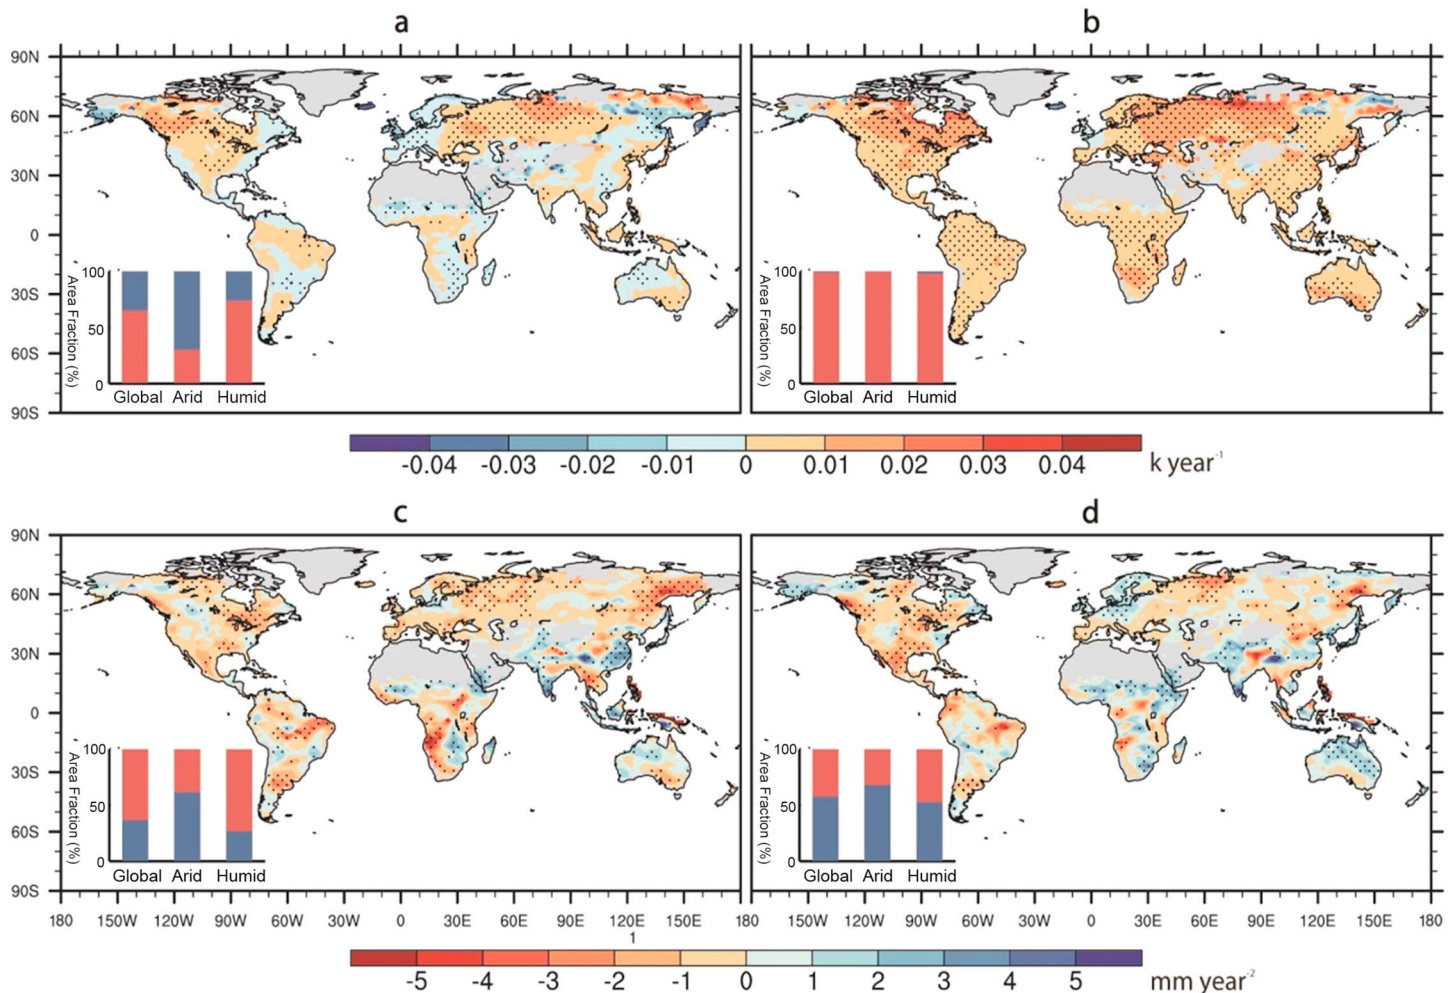 a b
90N
60N
30N
0
30S
60S
90S
Area Fraction (%)
100
50
0
Global Arid Humid
Area Fraction (%)
100
50
0
Global Arid Humid
-0.04 -0.03 -0.02 -0.01 0 0.01 0.02 0.03 0.04 k year-1
c d
90N
60N
30N
0
30S
60S
90S
Area Fraction (%)
100
50
0
Global Arid Humid
Area Fraction (%)
100
50
0
Global Arid Humid
180 150W 120W 90W 60W 30W 0 30E 60E 90E 120E 150E 180 150W 120W 90W 60W 30W 0 30E 60E 90E 120E 150E 180
1
-5 -4 -3 -2 -1 0 1 2 3 4 5 mm year-2